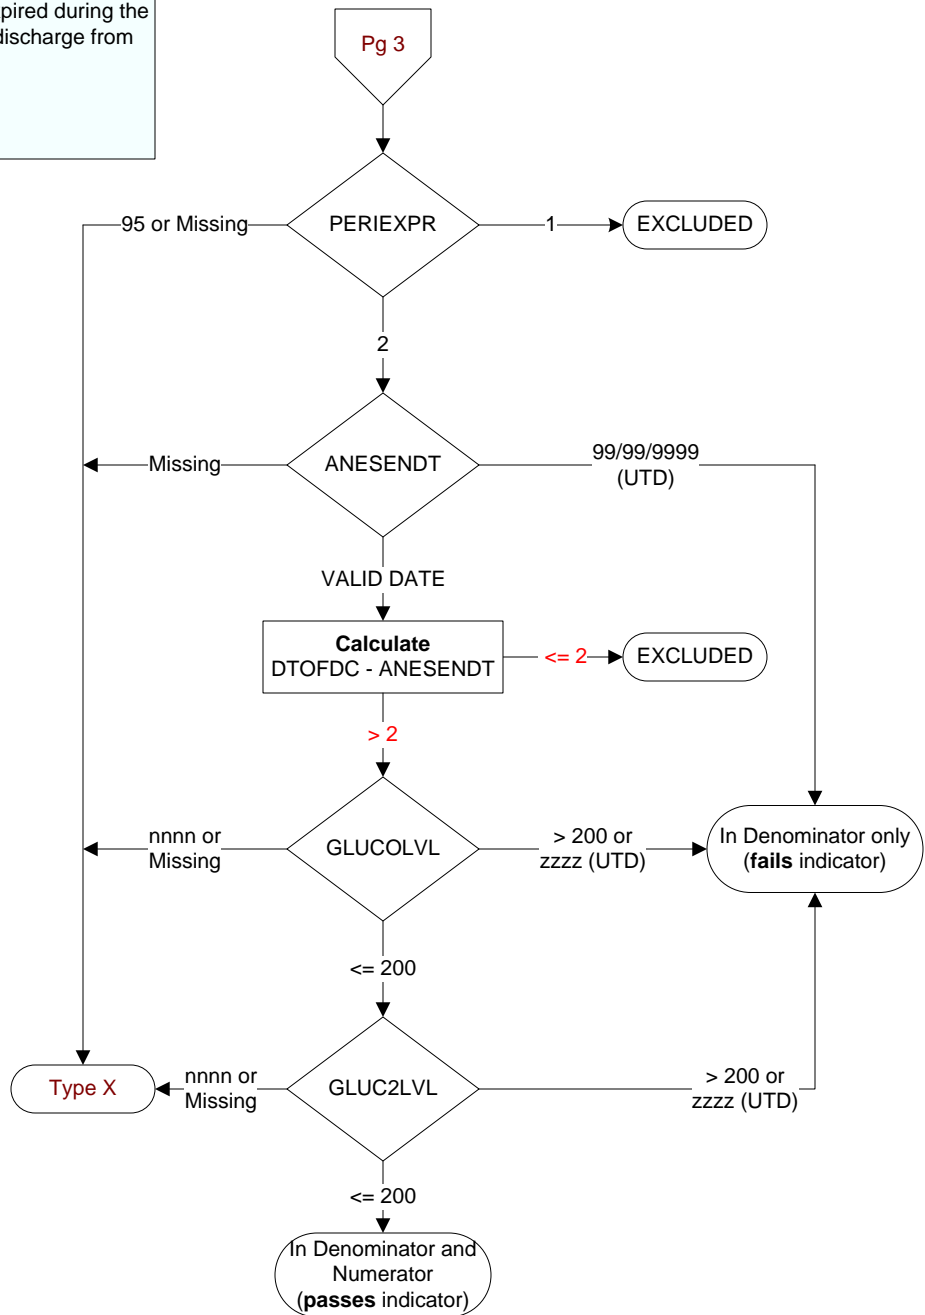 expired during the
discharge from
Pg 3
95 or Missing
PERIEXPR
1
EXCLUDED
2
Missing
ANESENDT
99/99/9999
(UTD)
VALID DATE
Calculate
DTOFDC - ANESENDT
<= 2
EXCLUDED
> 2
nnnn or
Missing
GLUCOLVL
> 200 or
zzzz (UTD)
In Denominator only
(fails indicator)
<= 200
Type X
nnnn or
Missing
GLUC2LVL
> 200 or
zzzz (UTD)
<= 200
In Denominator and
Numerator
(passes indicator)